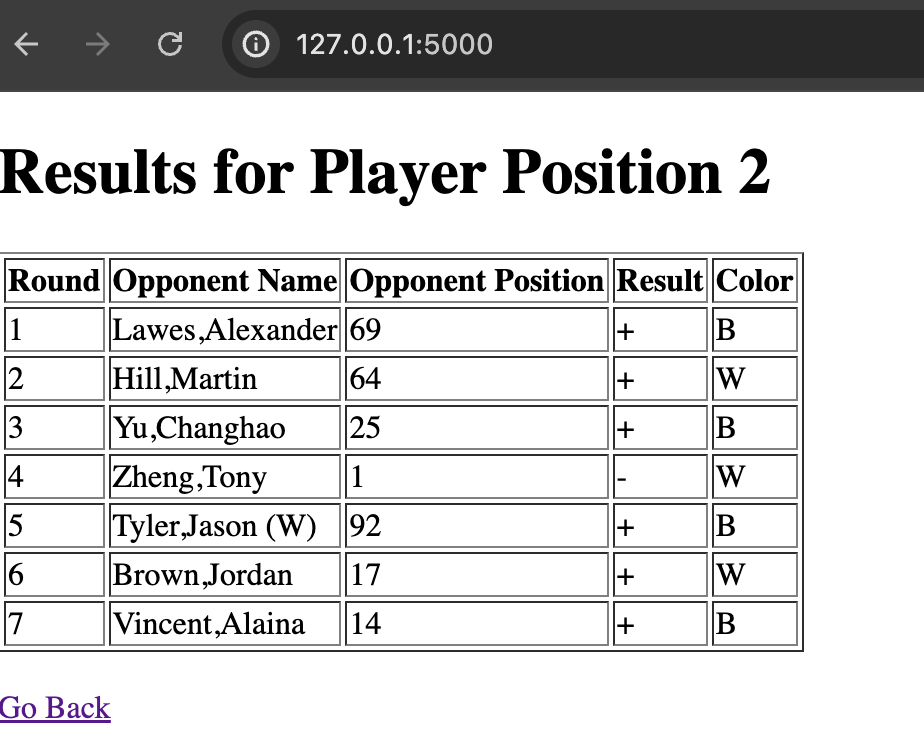 127.0.0.1:5000
Results for Player Position 2
Round Opponent Name Opponent Position Result Color
1 Lawes,Alexander 69 + B
2 Hill,Martin 64 + W
3 Yu,Changhao 25 + B
4 Zheng,Tony 1 - W
5 Tyler,Jason (W) 92 + B
6 Brown,Jordan 17 + W
7 Vincent,Alaina 14 + B
Go Back